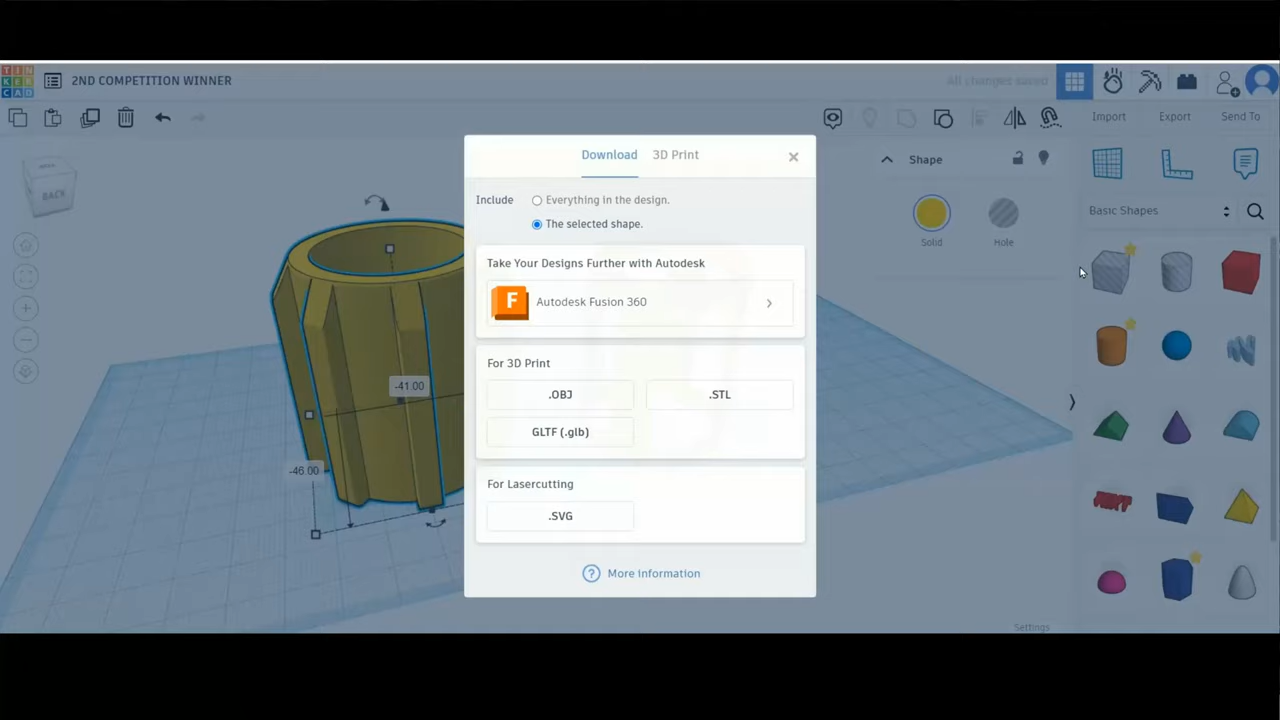 TIN
KER
CAD
2ND COMPETITION WINNER
All changes saved
Import
Export
Send To
BACK
Download
3D Print
Shape
Include
Everything in the design.
The selected shape.
Basic Shapes
Solid
Hole
Take Your Designs Further with Autodesk
F
Autodesk Fusion 360
For 3D Print
.OBJ
.STL
GLTF (.glb)
-41.00
-46.00
For Lasercutting
.SVG
? More information
Settings